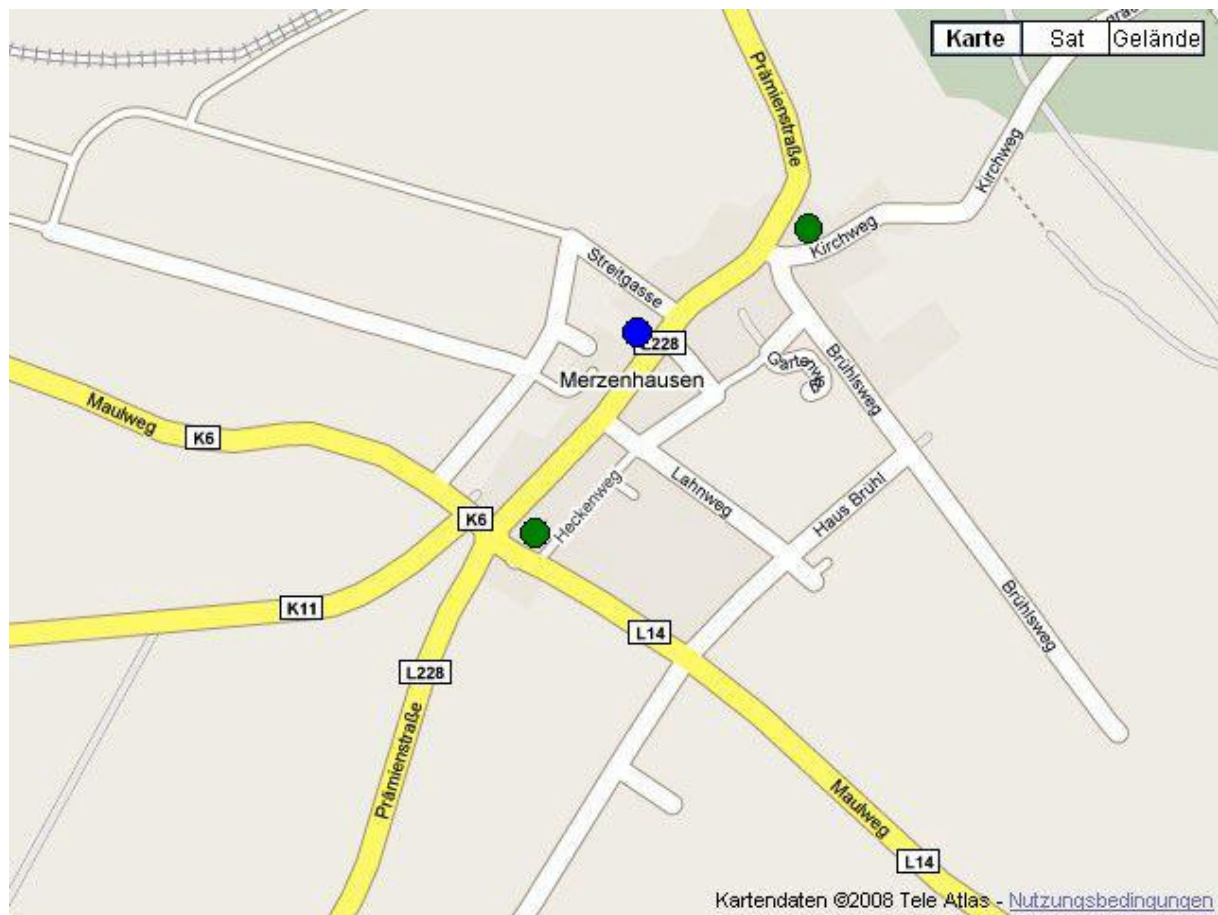 Karte
Sat
Gelände
Prämienstraße
Kirchweg
Kirchweg
Streitgasse
L228
Merzenhausen
Gartenweg
Brühlsweg
Maulweg
K6
Lahnweg
Heckenweg
Haus Brühl
K6
K11
Brühlsweg
L14
L228
Prämienstraße
Maulweg
L14
Kartendaten ©2008 Tele Atlas - Nutzungsbedingungen